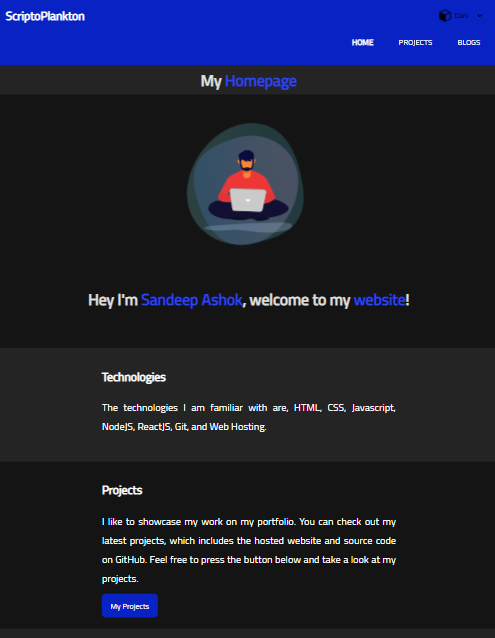 ScriptoPlankton
Dark
HOME PROJECTS BLOGS
My Homepage
Hey I'm Sandeep Ashok, welcome to my website!
Technologies
The technologies I am familiar with are, HTML, CSS, Javascript,
NodeJS, ReactJS, Git, and Web Hosting.
Projects
I like to showcase my work on my portfolio. You can check out my
latest projects, which includes the hosted website and source code
on GitHub. Feel free to press the button below and take a look at my
projects.
My Projects